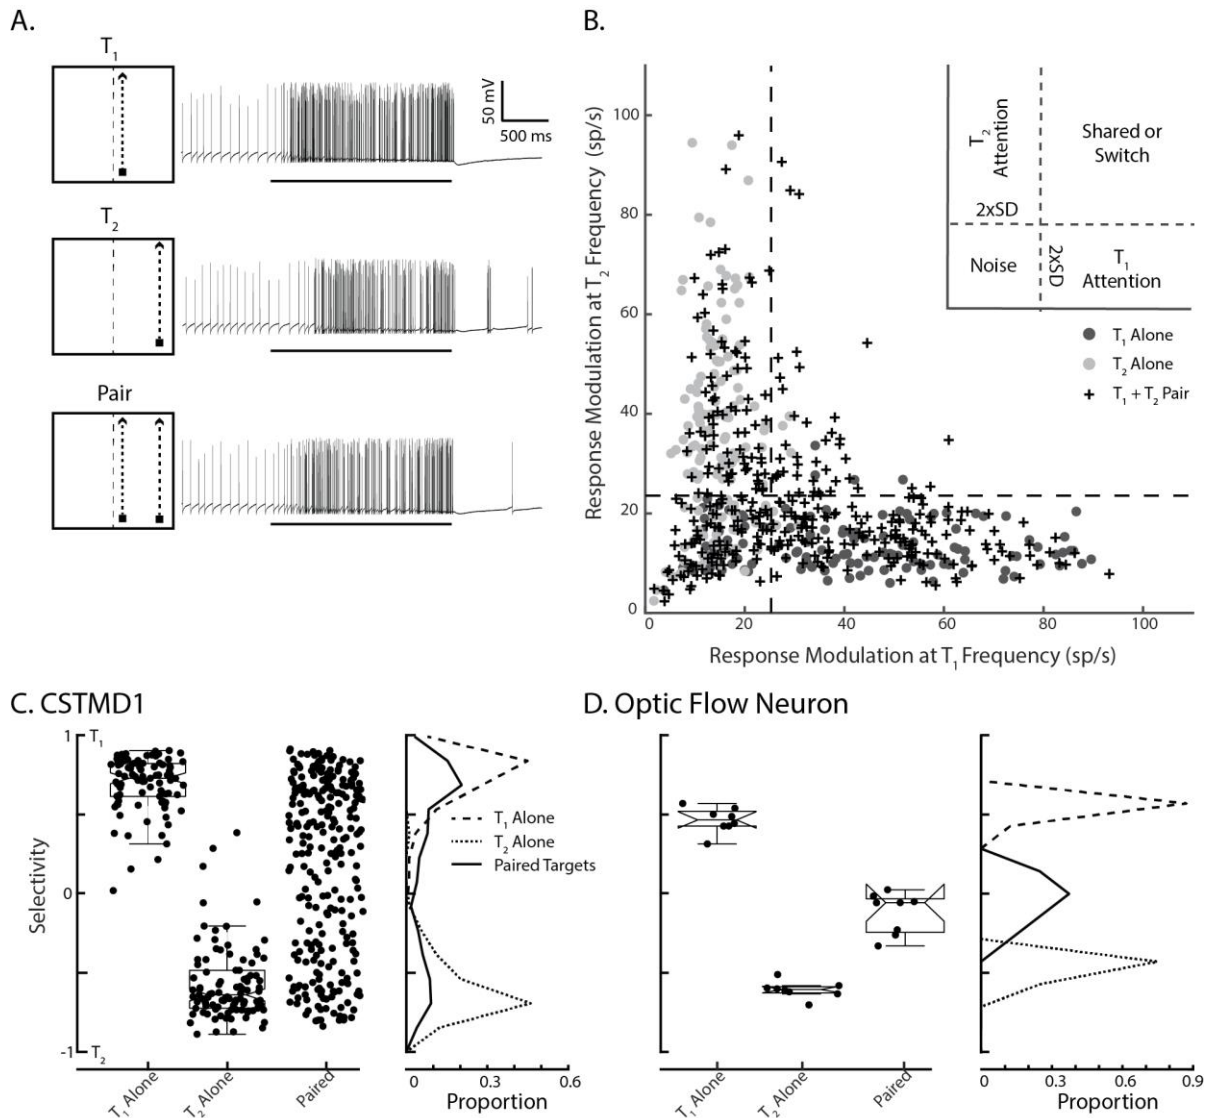 A.
T1
50 mV
500 ms
T2
Pair
B.
Response Modulation at T2 Frequency (sp/s)
100
80
60
40
20
0
0 20 40 60 80 100
Response Modulation at T1 Frequency (sp/s)
T2 Attention
Shared or Switch
2xSD
Noise
2xSD
T1 Attention
T1 Alone
T2 Alone
T1 + T2 Pair
C. CSTMD1
Selectivity
1 T1
0
-1 T2
T1 Alone
T2 Alone
Paired
T1 Alone
T2 Alone
Paired Targets
0 0.3 0.6
Proportion
D. Optic Flow Neuron
T1 Alone
T2 Alone
Paired
0 0.3 0.6 0.9
Proportion